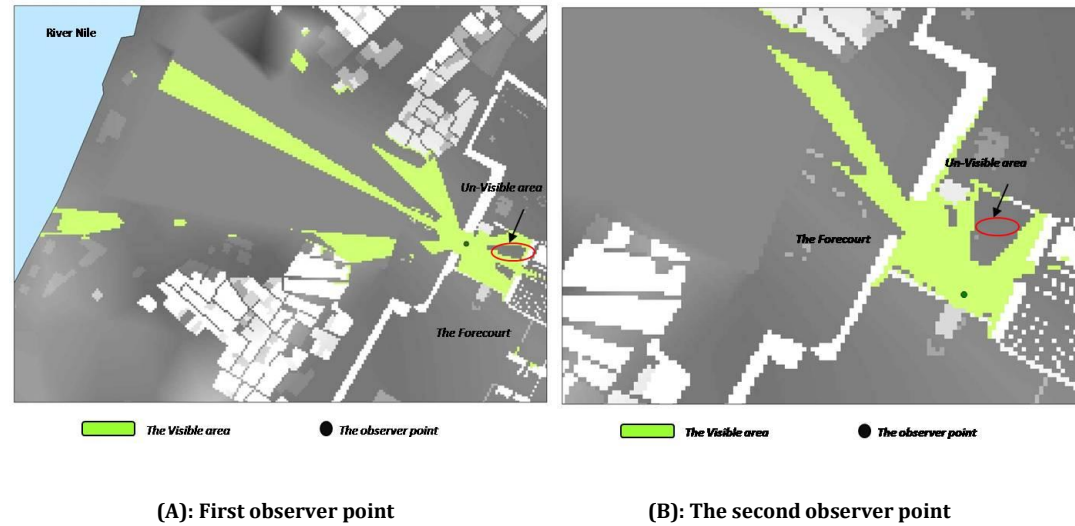 River Nile
Un-Visible area
The Forecourt
The Visible area
The observer point
(A): First observer point
Un-Visible area
The Forecourt
The Visible area
The observer point
(B): The second observer point